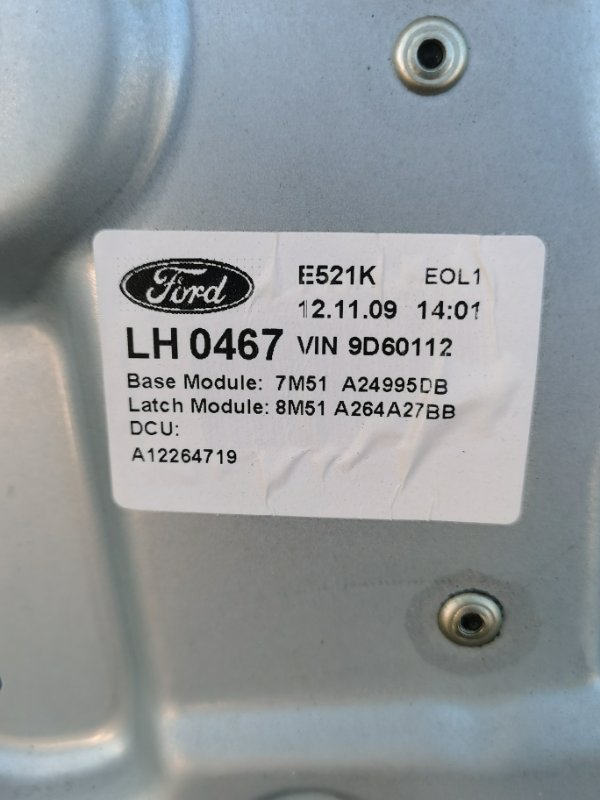 Ford E521K EOL1
12.11.09 14:01
LH 0467 VIN 9D60112
Base Module: 7M51 A24995DB
Latch Module: 8M51 A264A27BB
DCU:
A12264719